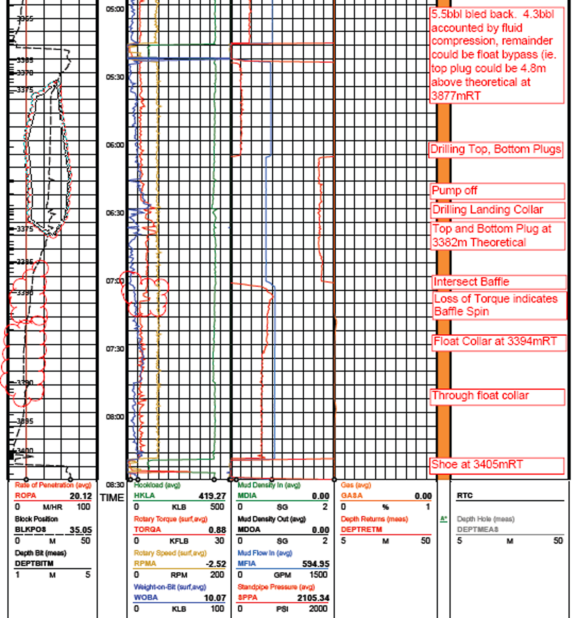 05:00
3365
5.5bbl bled back. 4.3bbl
accounted by fluid
compression, remainder
could be float bypass (ie.
top plug could be 4.8m
above theoretical at
3877mRT
3370
05:30
3375
06:00
Drilling Top, Bottom Plugs
Pump off
06:30
Drilling Landing Collar
3375
Top and Bottom Plug at
3382m Theoretical
3385
07:00
Intersect Baffle
3390
Loss of Torque indicates
Baffle Spin
Float Collar at 3394mRT
07:30
3390
Through float collar
08:00
3395
3400
Shoe at 3405mRT
08:30
TIME
Rate of Penetration (avg)
ROPA 20.12
0 M/HR 100
Block Position
BLKPOS 35.05
0 M 50
Depth Bit (meas)
DEPTBITM
1 M 5
Hookload (avg)
HKLA 419.27
0 KLB 500
Rotary Torque (surf,avg)
TORQA 0.88
0 KFLB 30
Rotary Speed (surf,avg)
RPMA -2.52
0 RPM 200
Weight-on-Bit (surf,avg)
WOBA 10.07
0 KLB 100
Mud Density In (avg)
MDIA 0.00
0 SG 2
Mud Density Out (avg)
MDOA 0.00
0 SG 2
Mud Flow In (avg)
MFIA 594.95
0 GPM 1500
Standpipe Pressure (avg)
SPPA 2105.34
0 PSI 2000
Gas (avg)
GASA 0.00
0 % 1
Depth Returns (meas)
DEPTRETM
5 M 50
A*
RTC
Depth Hole (meas)
DEPTMEAS
5 M 50